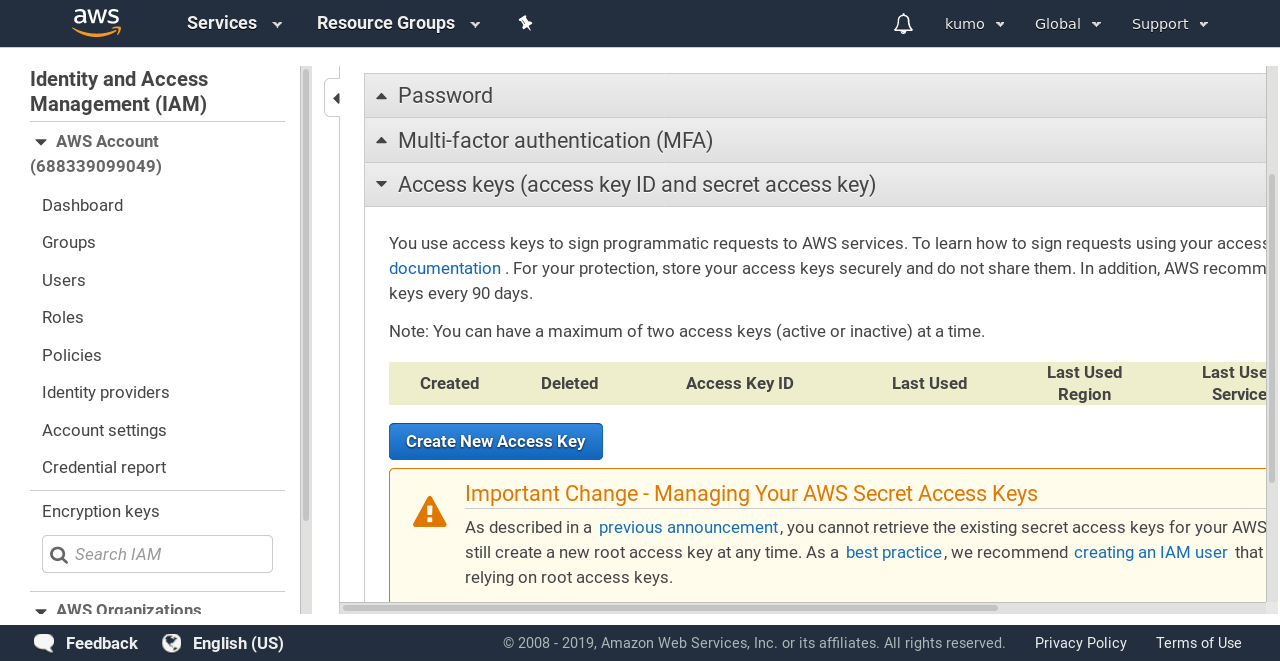 aws
Services
Resource Groups
kumo
Global
Support
Identity and Access
Management (IAM)
AWS Account
(688339099049)
Dashboard
Groups
Users
Roles
Policies
Identity providers
Account settings
Credential report
Encryption keys
Search IAM
AWS Organizations
Password
Multi-factor authentication (MFA)
Access keys (access key ID and secret access key)
You use access keys to sign programmatic requests to AWS services. To learn how to sign requests using your access
documentation . For your protection, store your access keys securely and do not share them. In addition, AWS recomm
keys every 90 days.
Note: You can have a maximum of two access keys (active or inactive) at a time.
Created Deleted Access Key ID Last Used Last Used Region Last Use Service
Create New Access Key
Important Change - Managing Your AWS Secret Access Keys
As described in a previous announcement, you cannot retrieve the existing secret access keys for your AWS
still create a new root access key at any time. As a best practice, we recommend creating an IAM user that
relying on root access keys.
Feedback
English (US)
© 2008 - 2019, Amazon Web Services, Inc. or its affiliates. All rights reserved.
Privacy Policy
Terms of Use